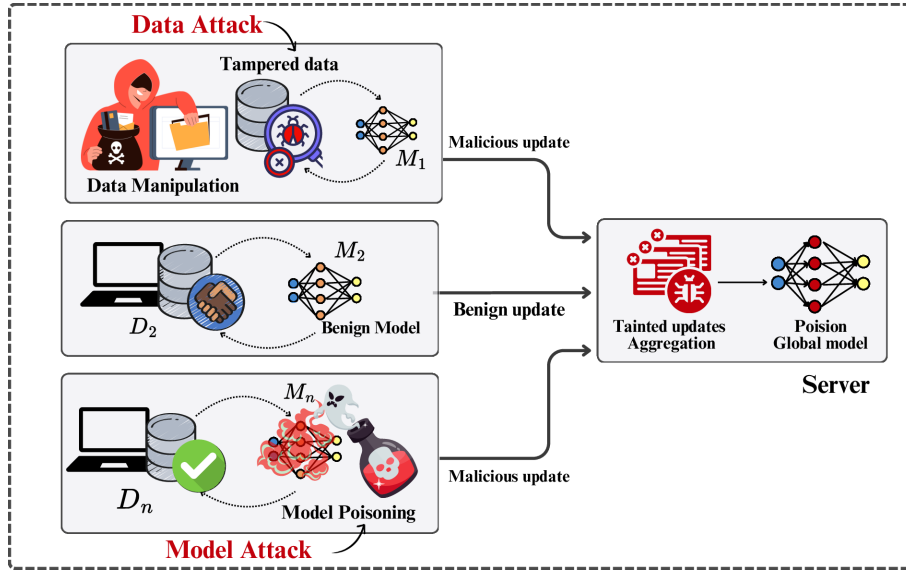 Data Attack
Tampered data
M1
Data Manipulation
Malicious update
M2
D2
Benign Model
Benign update
Mn
Dn
Model Poisoning
Model Attack
Malicious update
Tainted updates
Aggregation
Poision
Global model
Server